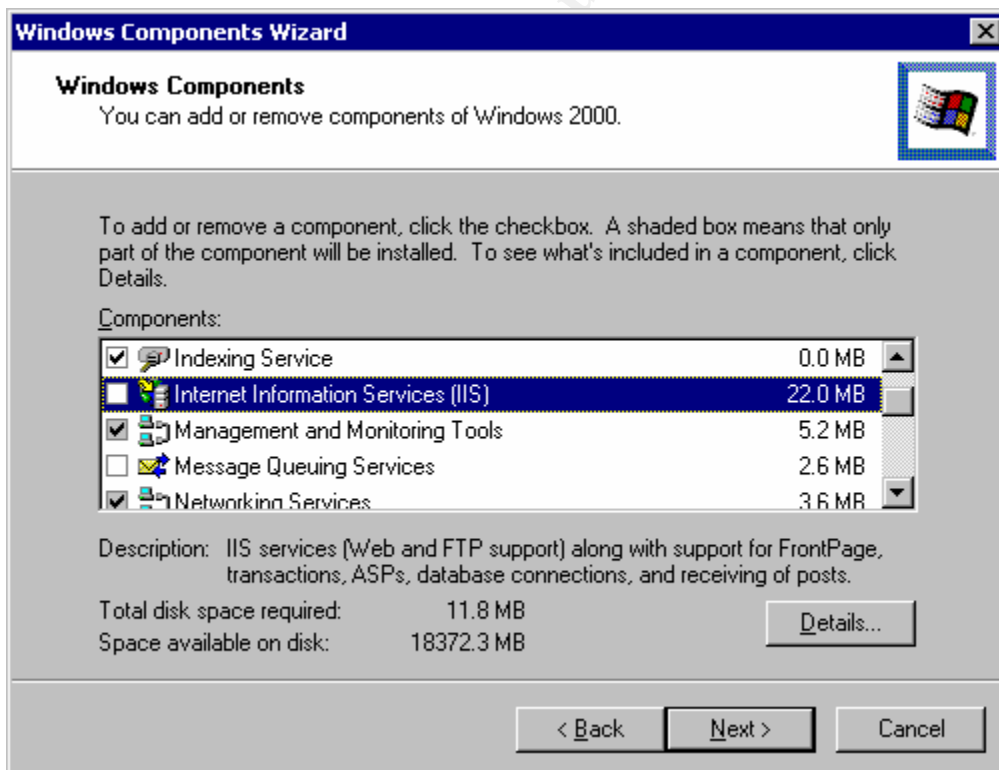 Windows Components Wizard
Windows Components
You can add or remove components of Windows 2000.
To add or remove a component, click the checkbox. A shaded box means that only
part of the component will be installed. To see what's included in a component, click
Details.
Components:
Indexing Service 0.0 MB
Internet Information Services (IIS) 22.0 MB
Management and Monitoring Tools 5.2 MB
Message Queuing Services 2.6 MB
Networking Services 3.6 MB
Description: IIS services (Web and FTP support) along with support for FrontPage,
transactions, ASPs, database connections, and receiving of posts.
Total disk space required: 11.8 MB
Space available on disk: 18372.3 MB
Details...
< Back Next > Cancel